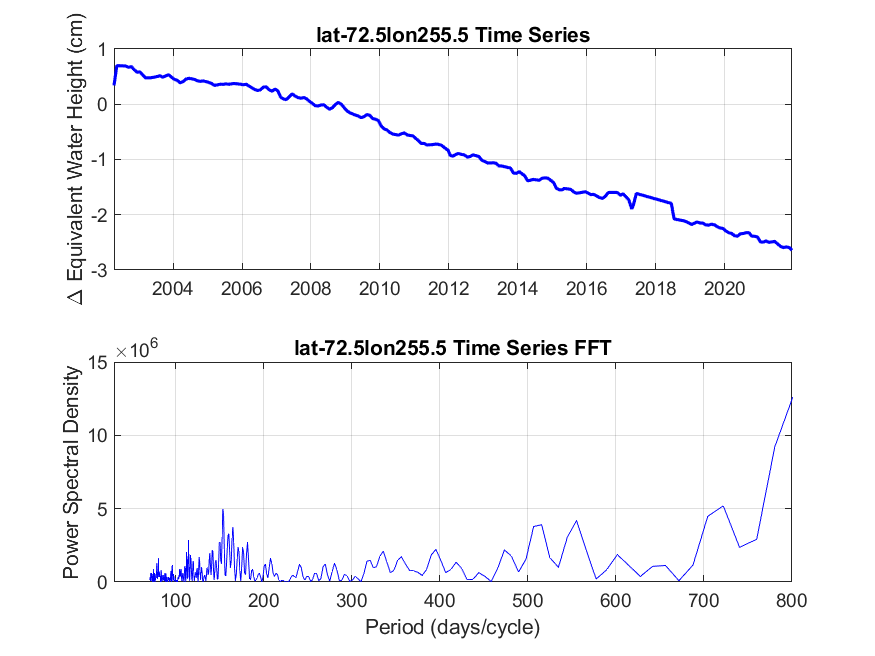 lat-72.5lon255.5 Time Series
Δ Equivalent Water Height (cm)
1
0
-1
-2
-3
2004 2006 2008 2010 2012 2014 2016 2018 2020
lat-72.5lon255.5 Time Series FFT
×10⁶
Power Spectral Density
15
10
5
0
100 200 300 400 500 600 700 800
Period (days/cycle)